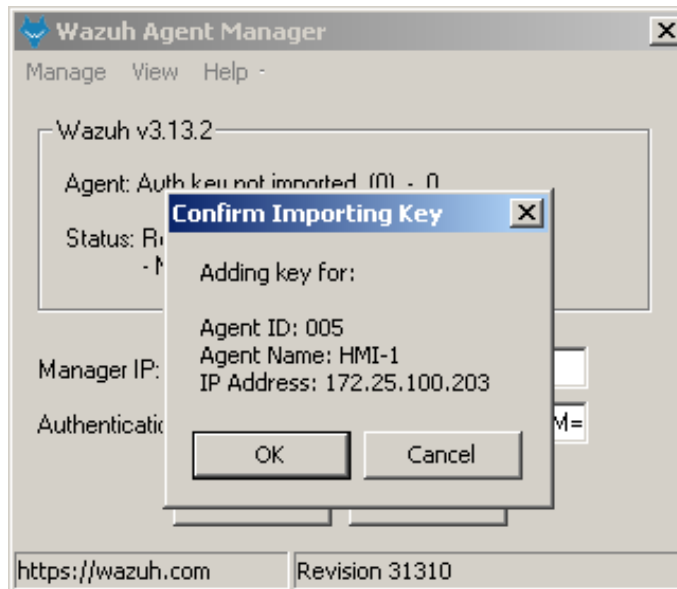 Wazuh Agent Manager
Manage View Help
Wazuh v3.13.2
Agent: Auth key not imported. (0) - 0
Status:
Confirm Importing Key
Adding key for:
Agent ID: 005
Agent Name: HMI-1
IP Address: 172.25.100.203
OK Cancel
Manager IP:
M=
https://wazuh.com Revision 31310